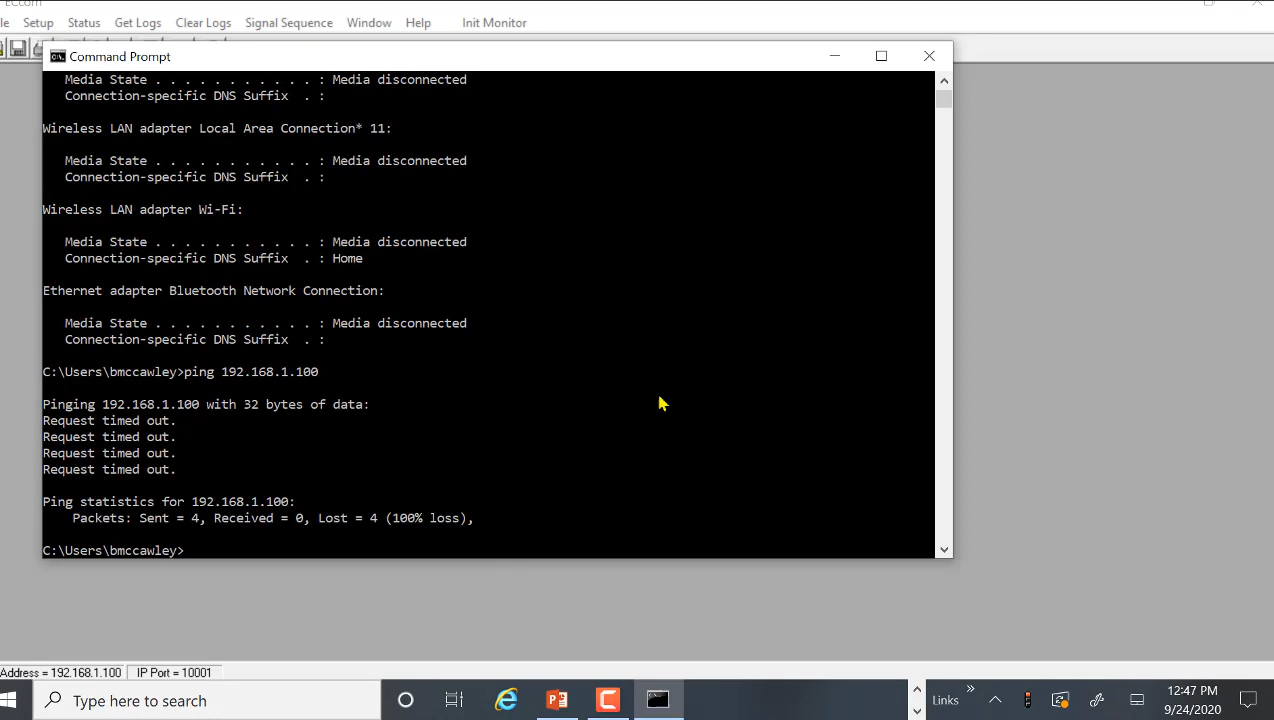 ECcom
le Setup Status Get Logs Clear Logs Signal Sequence Window Help Init Monitor
Command Prompt
Media State . . . . . . . . . . . : Media disconnected
Connection-specific DNS Suffix . :
Wireless LAN adapter Local Area Connection* 11:
Media State . . . . . . . . . . . : Media disconnected
Connection-specific DNS Suffix . :
Wireless LAN adapter Wi-Fi:
Media State . . . . . . . . . . . : Media disconnected
Connection-specific DNS Suffix . : Home
Ethernet adapter Bluetooth Network Connection:
Media State . . . . . . . . . . . : Media disconnected
Connection-specific DNS Suffix . :
C:\Users\bmccawley>ping 192.168.1.100
Pinging 192.168.1.100 with 32 bytes of data:
Request timed out.
Request timed out.
Request timed out.
Request timed out.
Ping statistics for 192.168.1.100:
Packets: Sent = 4, Received = 0, Lost = 4 (100% loss),
C:\Users\bmccawley>
Address = 192.168.1.100 IP Port = 10001
Type here to search
Links »
12:47 PM
9/24/2020